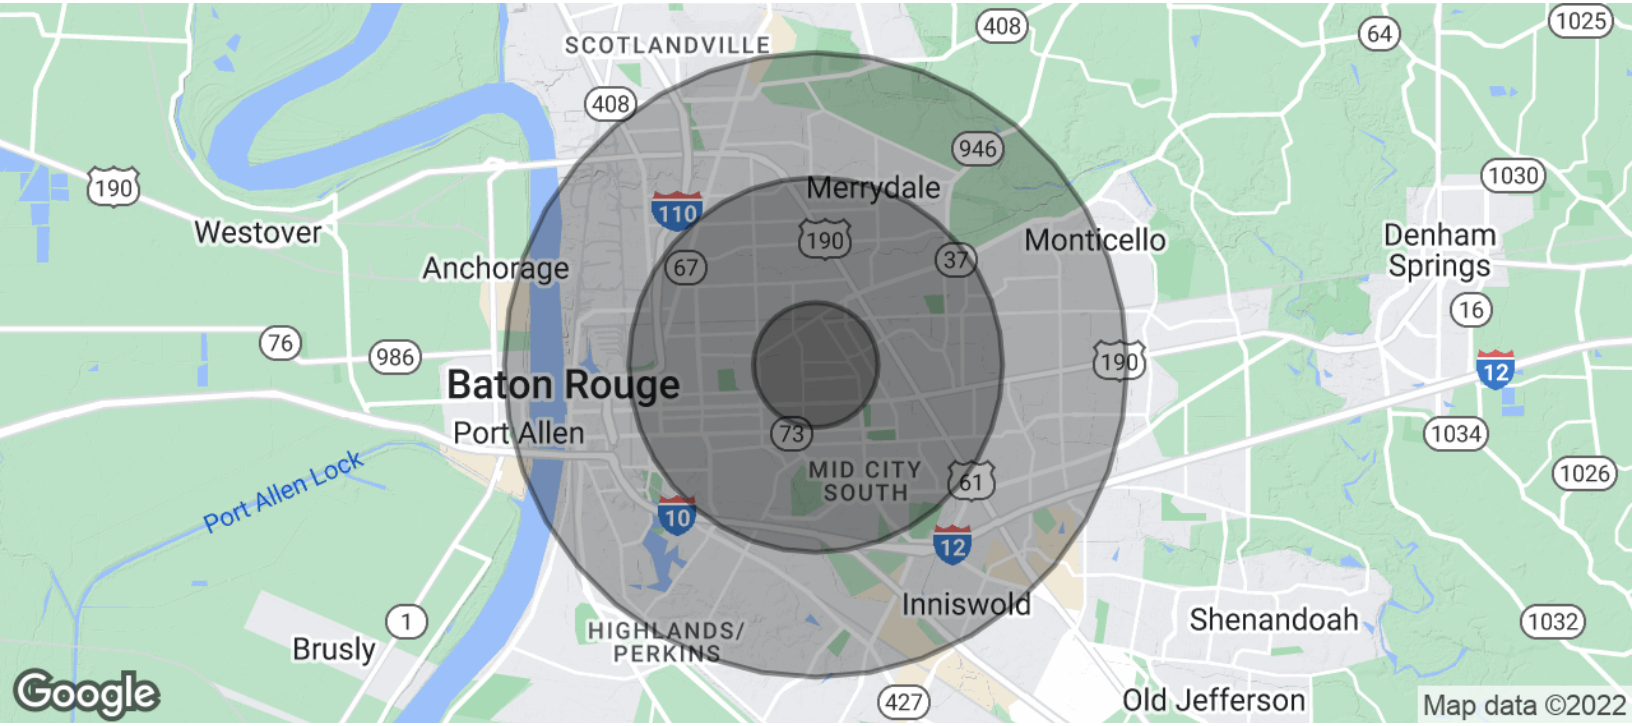 408
64
1025
SCOTLANDVILLE
408
946
190
Merrydale
1030
110
190
Westover
Monticello
Denham
Springs
67
37
Anchorage
16
76
986
190
12
Baton Rouge
Port Allen
73
1034
MID CITY
SOUTH
61
1026
Port Allen Lock
10
12
Inniswold
1
HIGHLANDS/
PERKINS
Shenandoah
1032
Brusly
Google
427
Old Jefferson
Map data ©2022